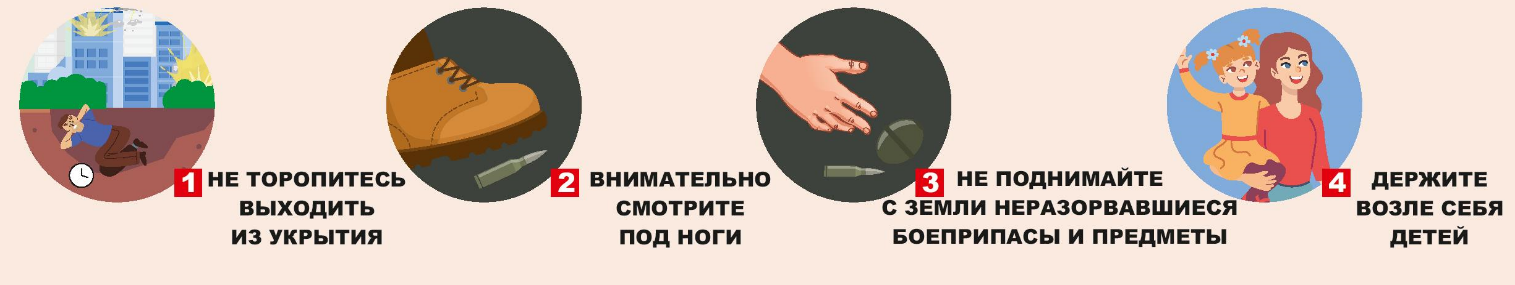 1 НЕ ТОРОПИТЕСЬ
ВЫХОДИТЬ
ИЗ УКРЫТИЯ
2 ВНИМАТЕЛЬНО
СМОТРИТЕ
ПОД НОГИ
3 НЕ ПОДНИМАЙТЕ
С ЗЕМЛИ НЕРАЗОРВАВШИЕСЯ
БОЕПРИПАСЫ И ПРЕДМЕТЫ
4 ДЕРЖИТЕ
ВОЗЛЕ СЕБЯ
ДЕТЕЙ